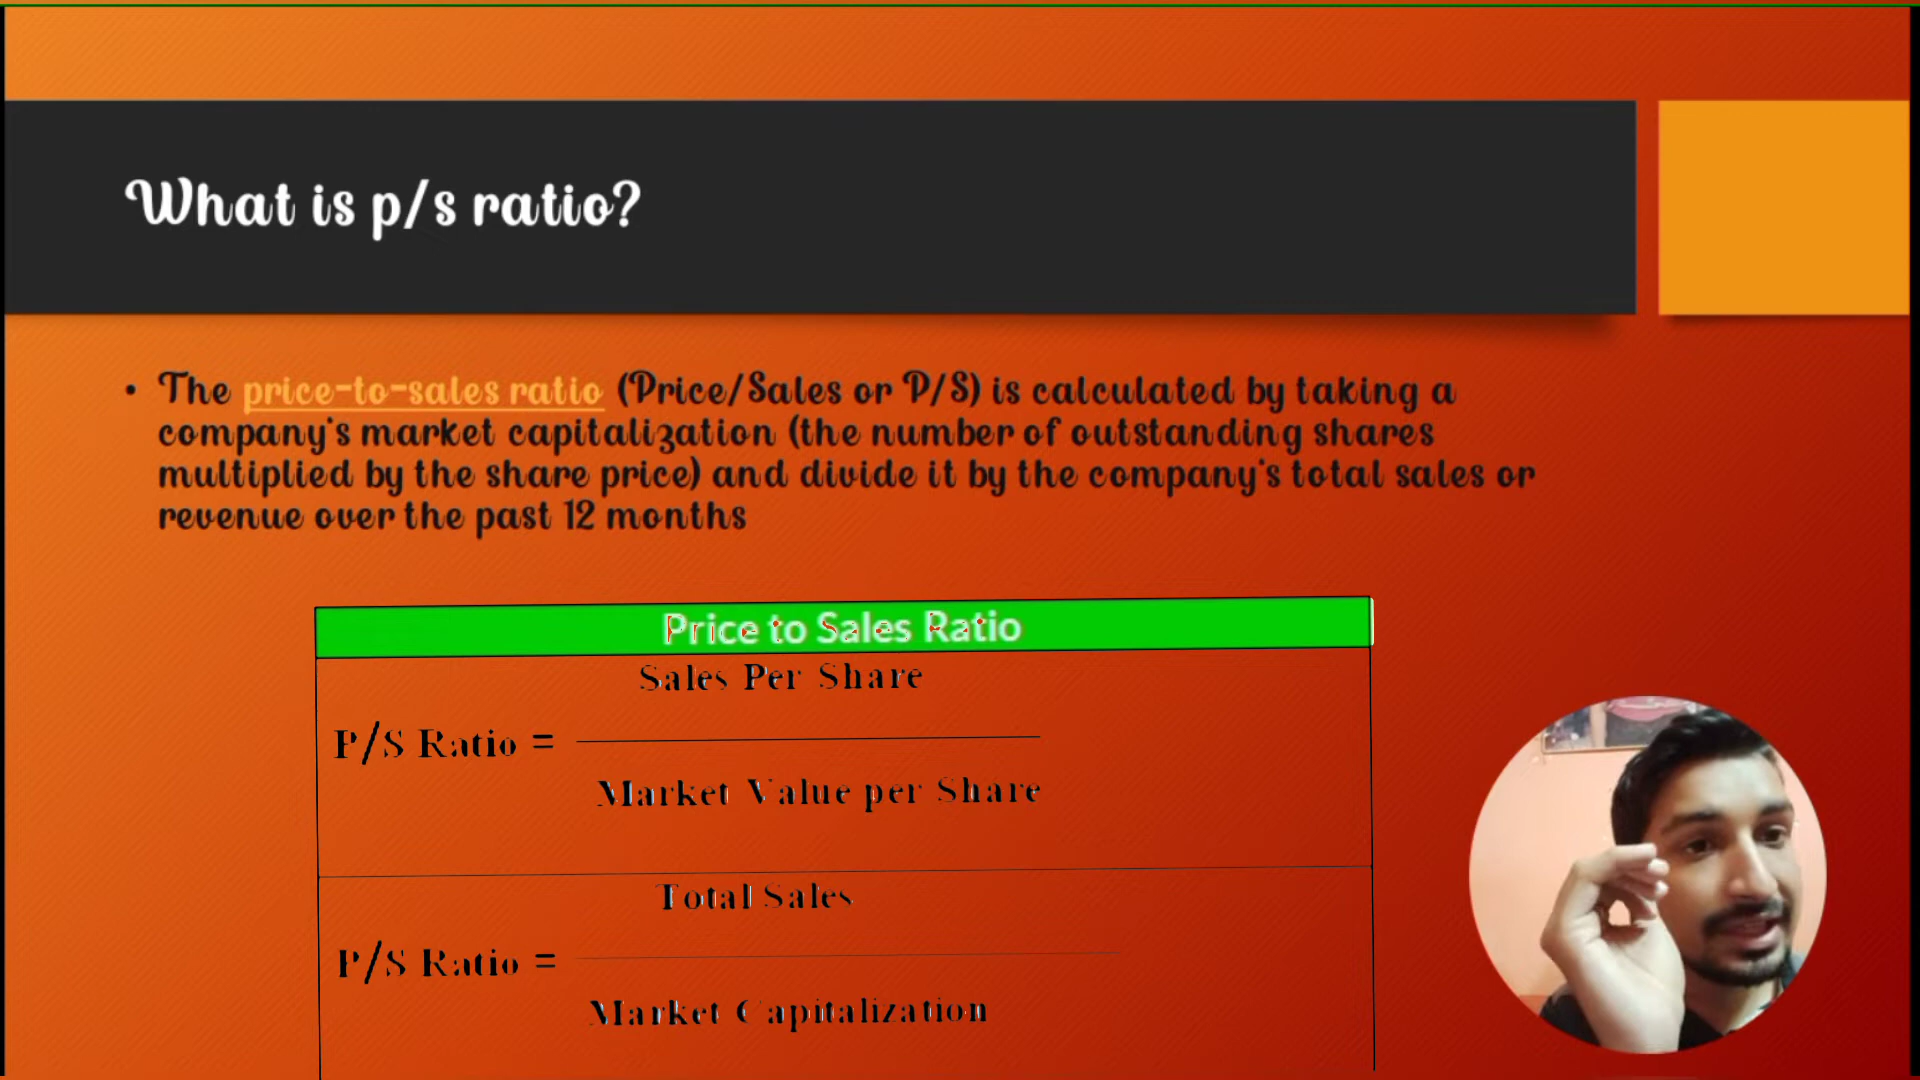 What is p/s ratio?
• The price-to-sales ratio (Price/Sales or P/S) is calculated by taking a
company's market capitalization (the number of outstanding shares
multiplied by the share price) and divide it by the company's total sales or
revenue over the past 12 months
Price to Sales Ratio
Sales Per Share
P/S Ratio =
Market Value per Share
Total Sales
P/S Ratio =
Market Capitalization